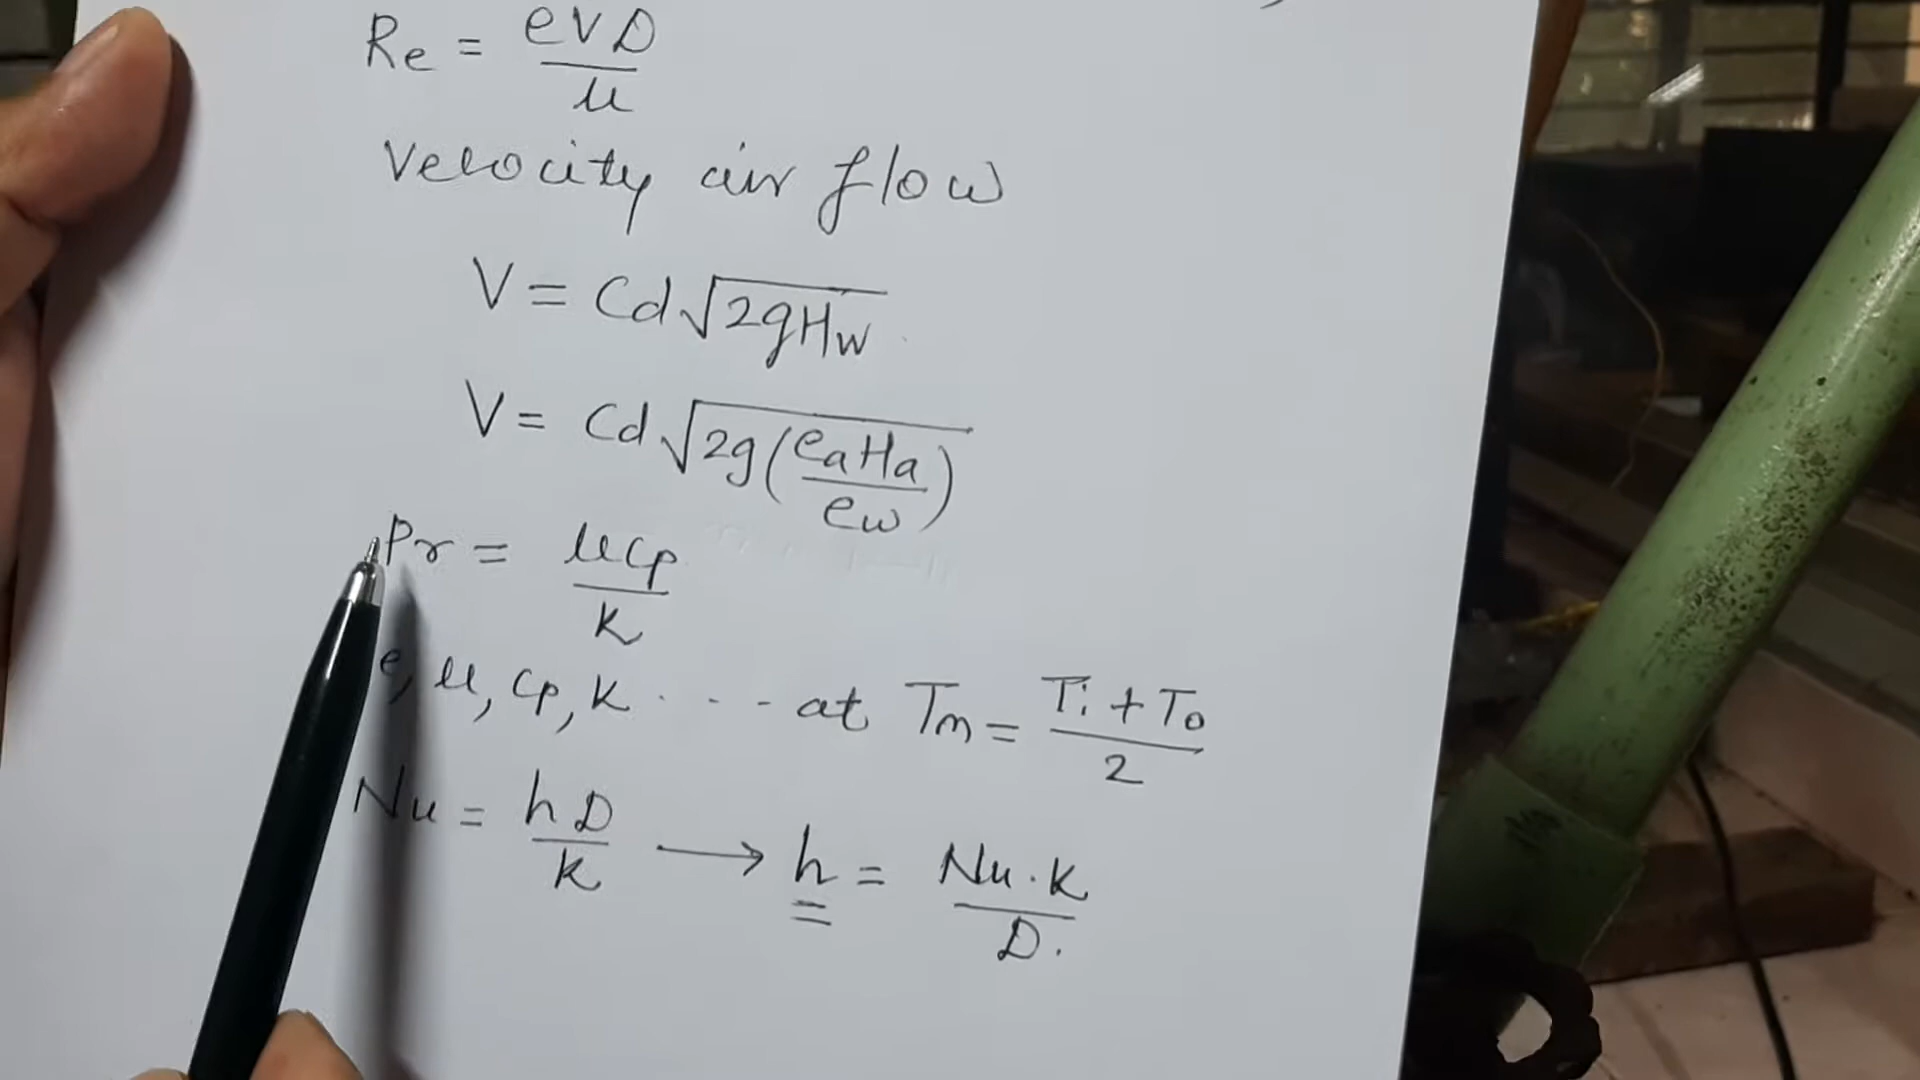 Re = ρVD / μ
Velocity air flow
V = Cd √2gHw
V = Cd √2g(ρaHa / ρw)
Pr = μCp / K
ρ, μ, Cp, K - - - at Tm = Ti + To / 2
Nu = hD / K → h = Nu.K / D.